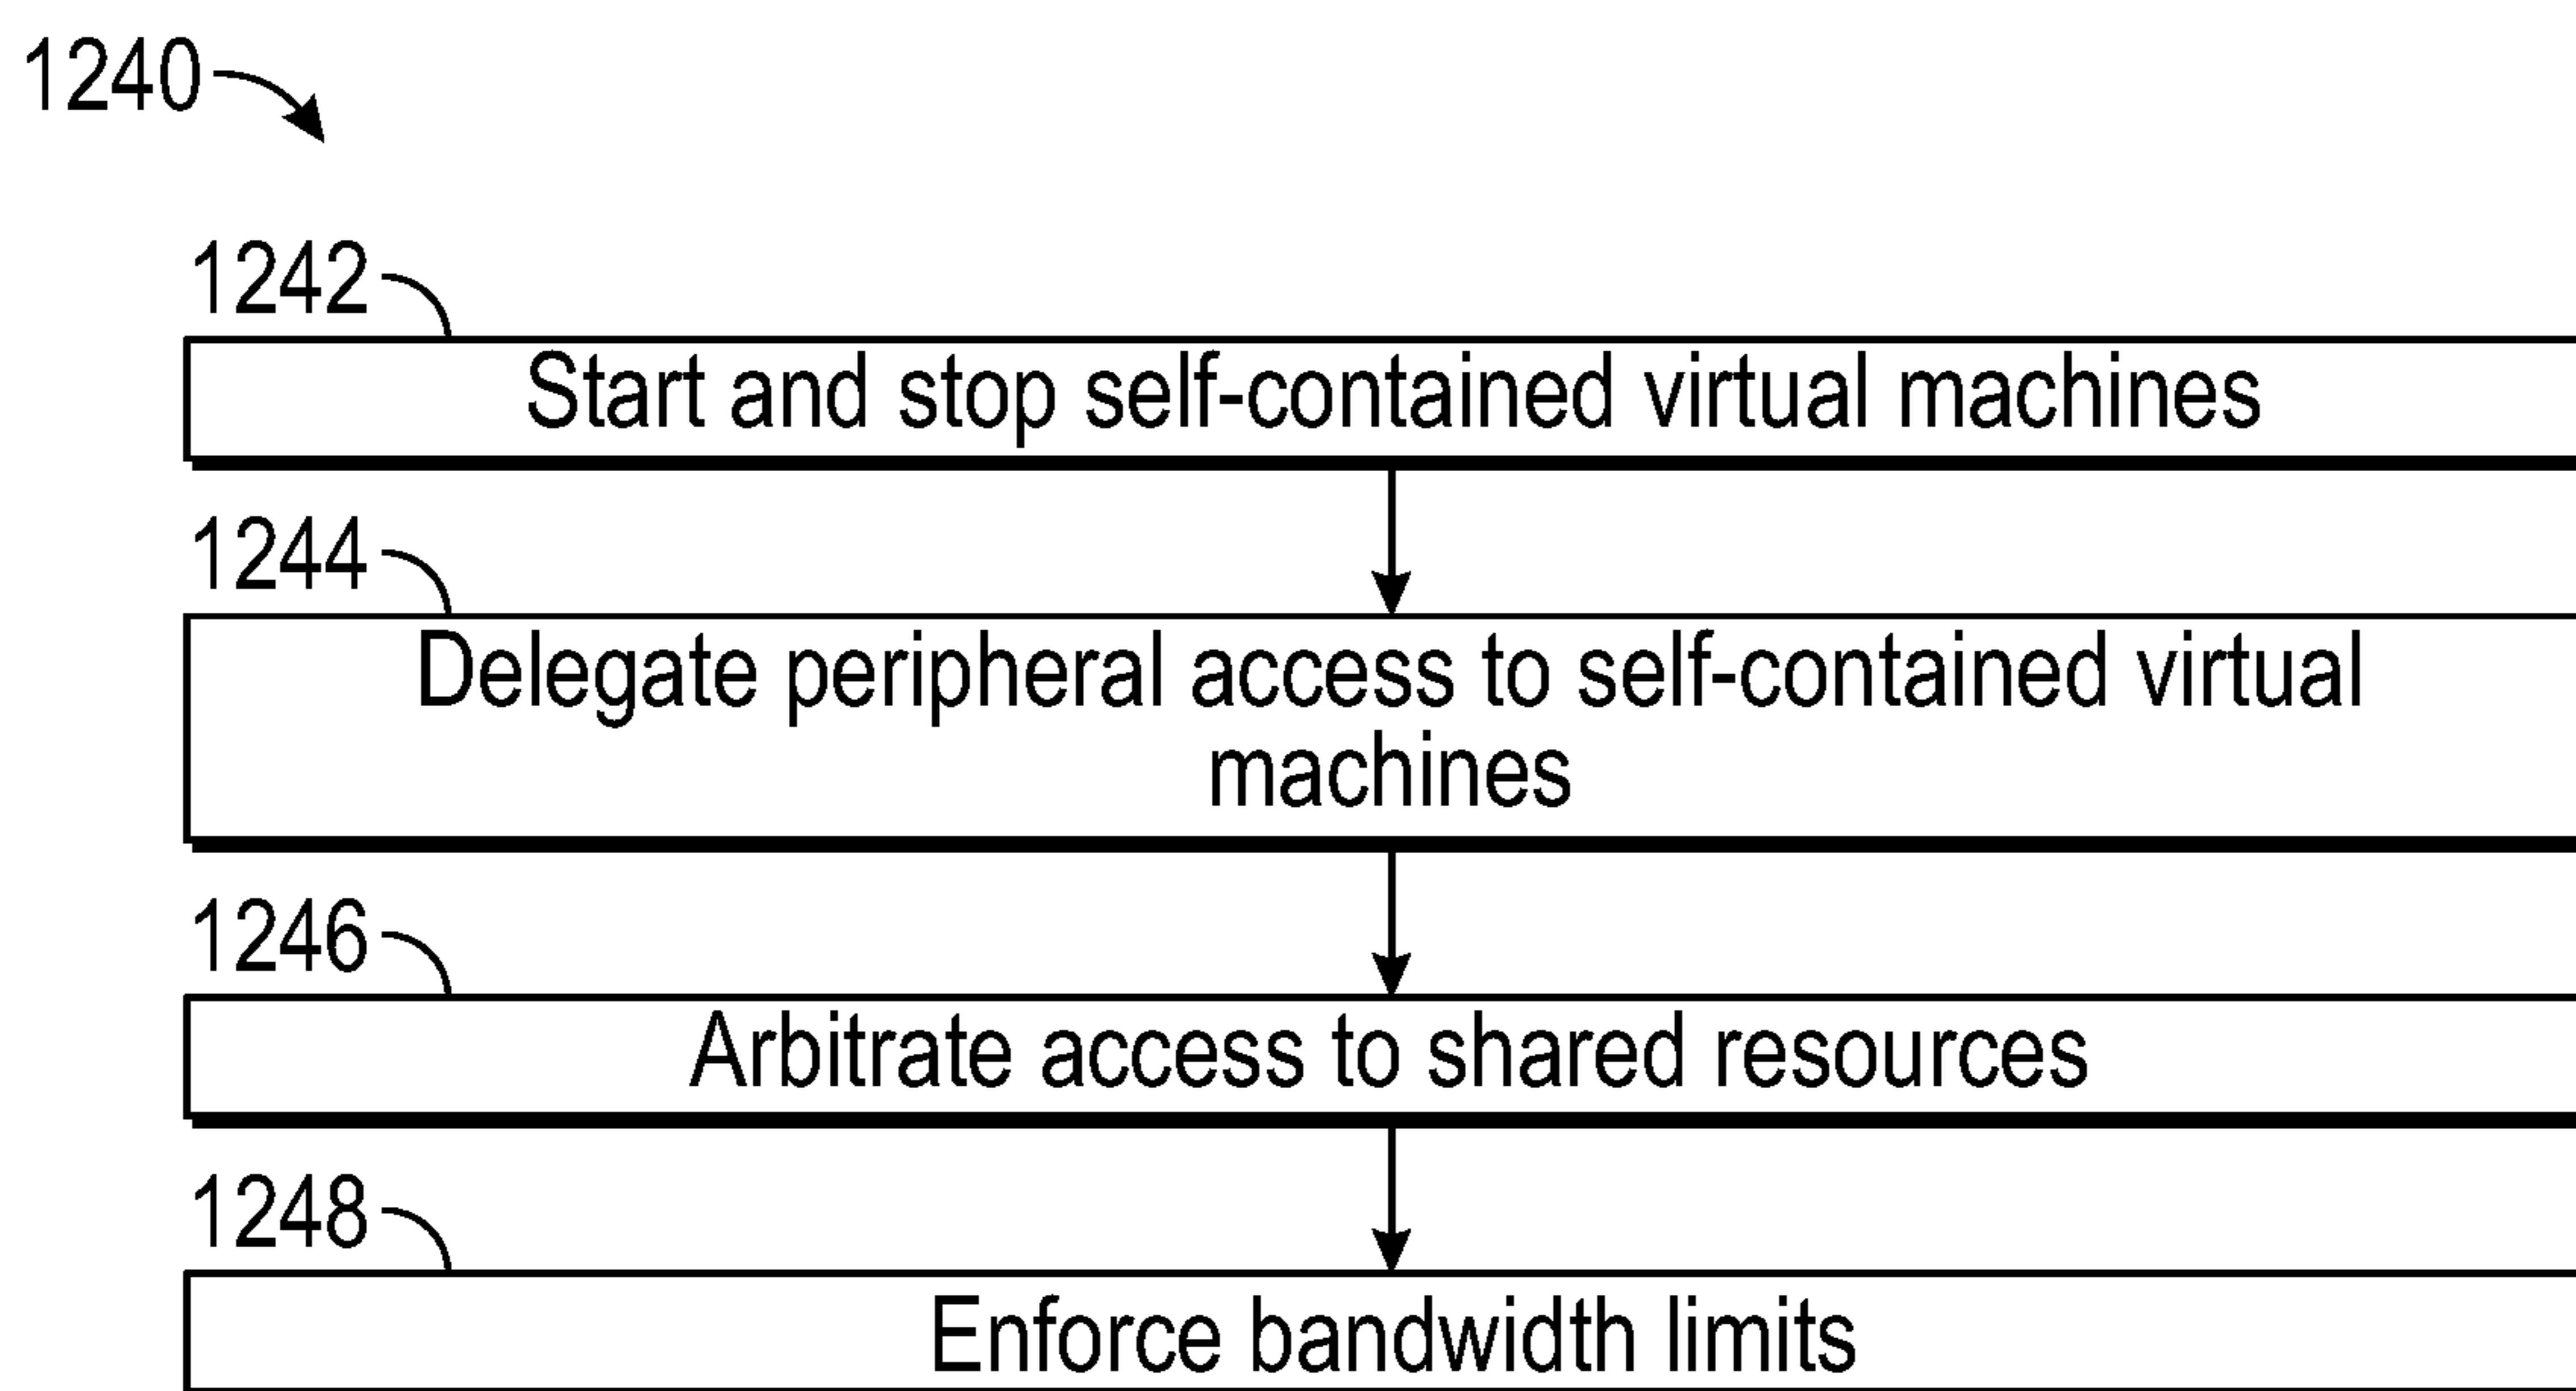 1240
1242
Start and stop self-contained virtual machines
1244
Delegate peripheral access to self-contained virtual
machines
1246
Arbitrate access to shared resources
1248
Enforce bandwidth limits